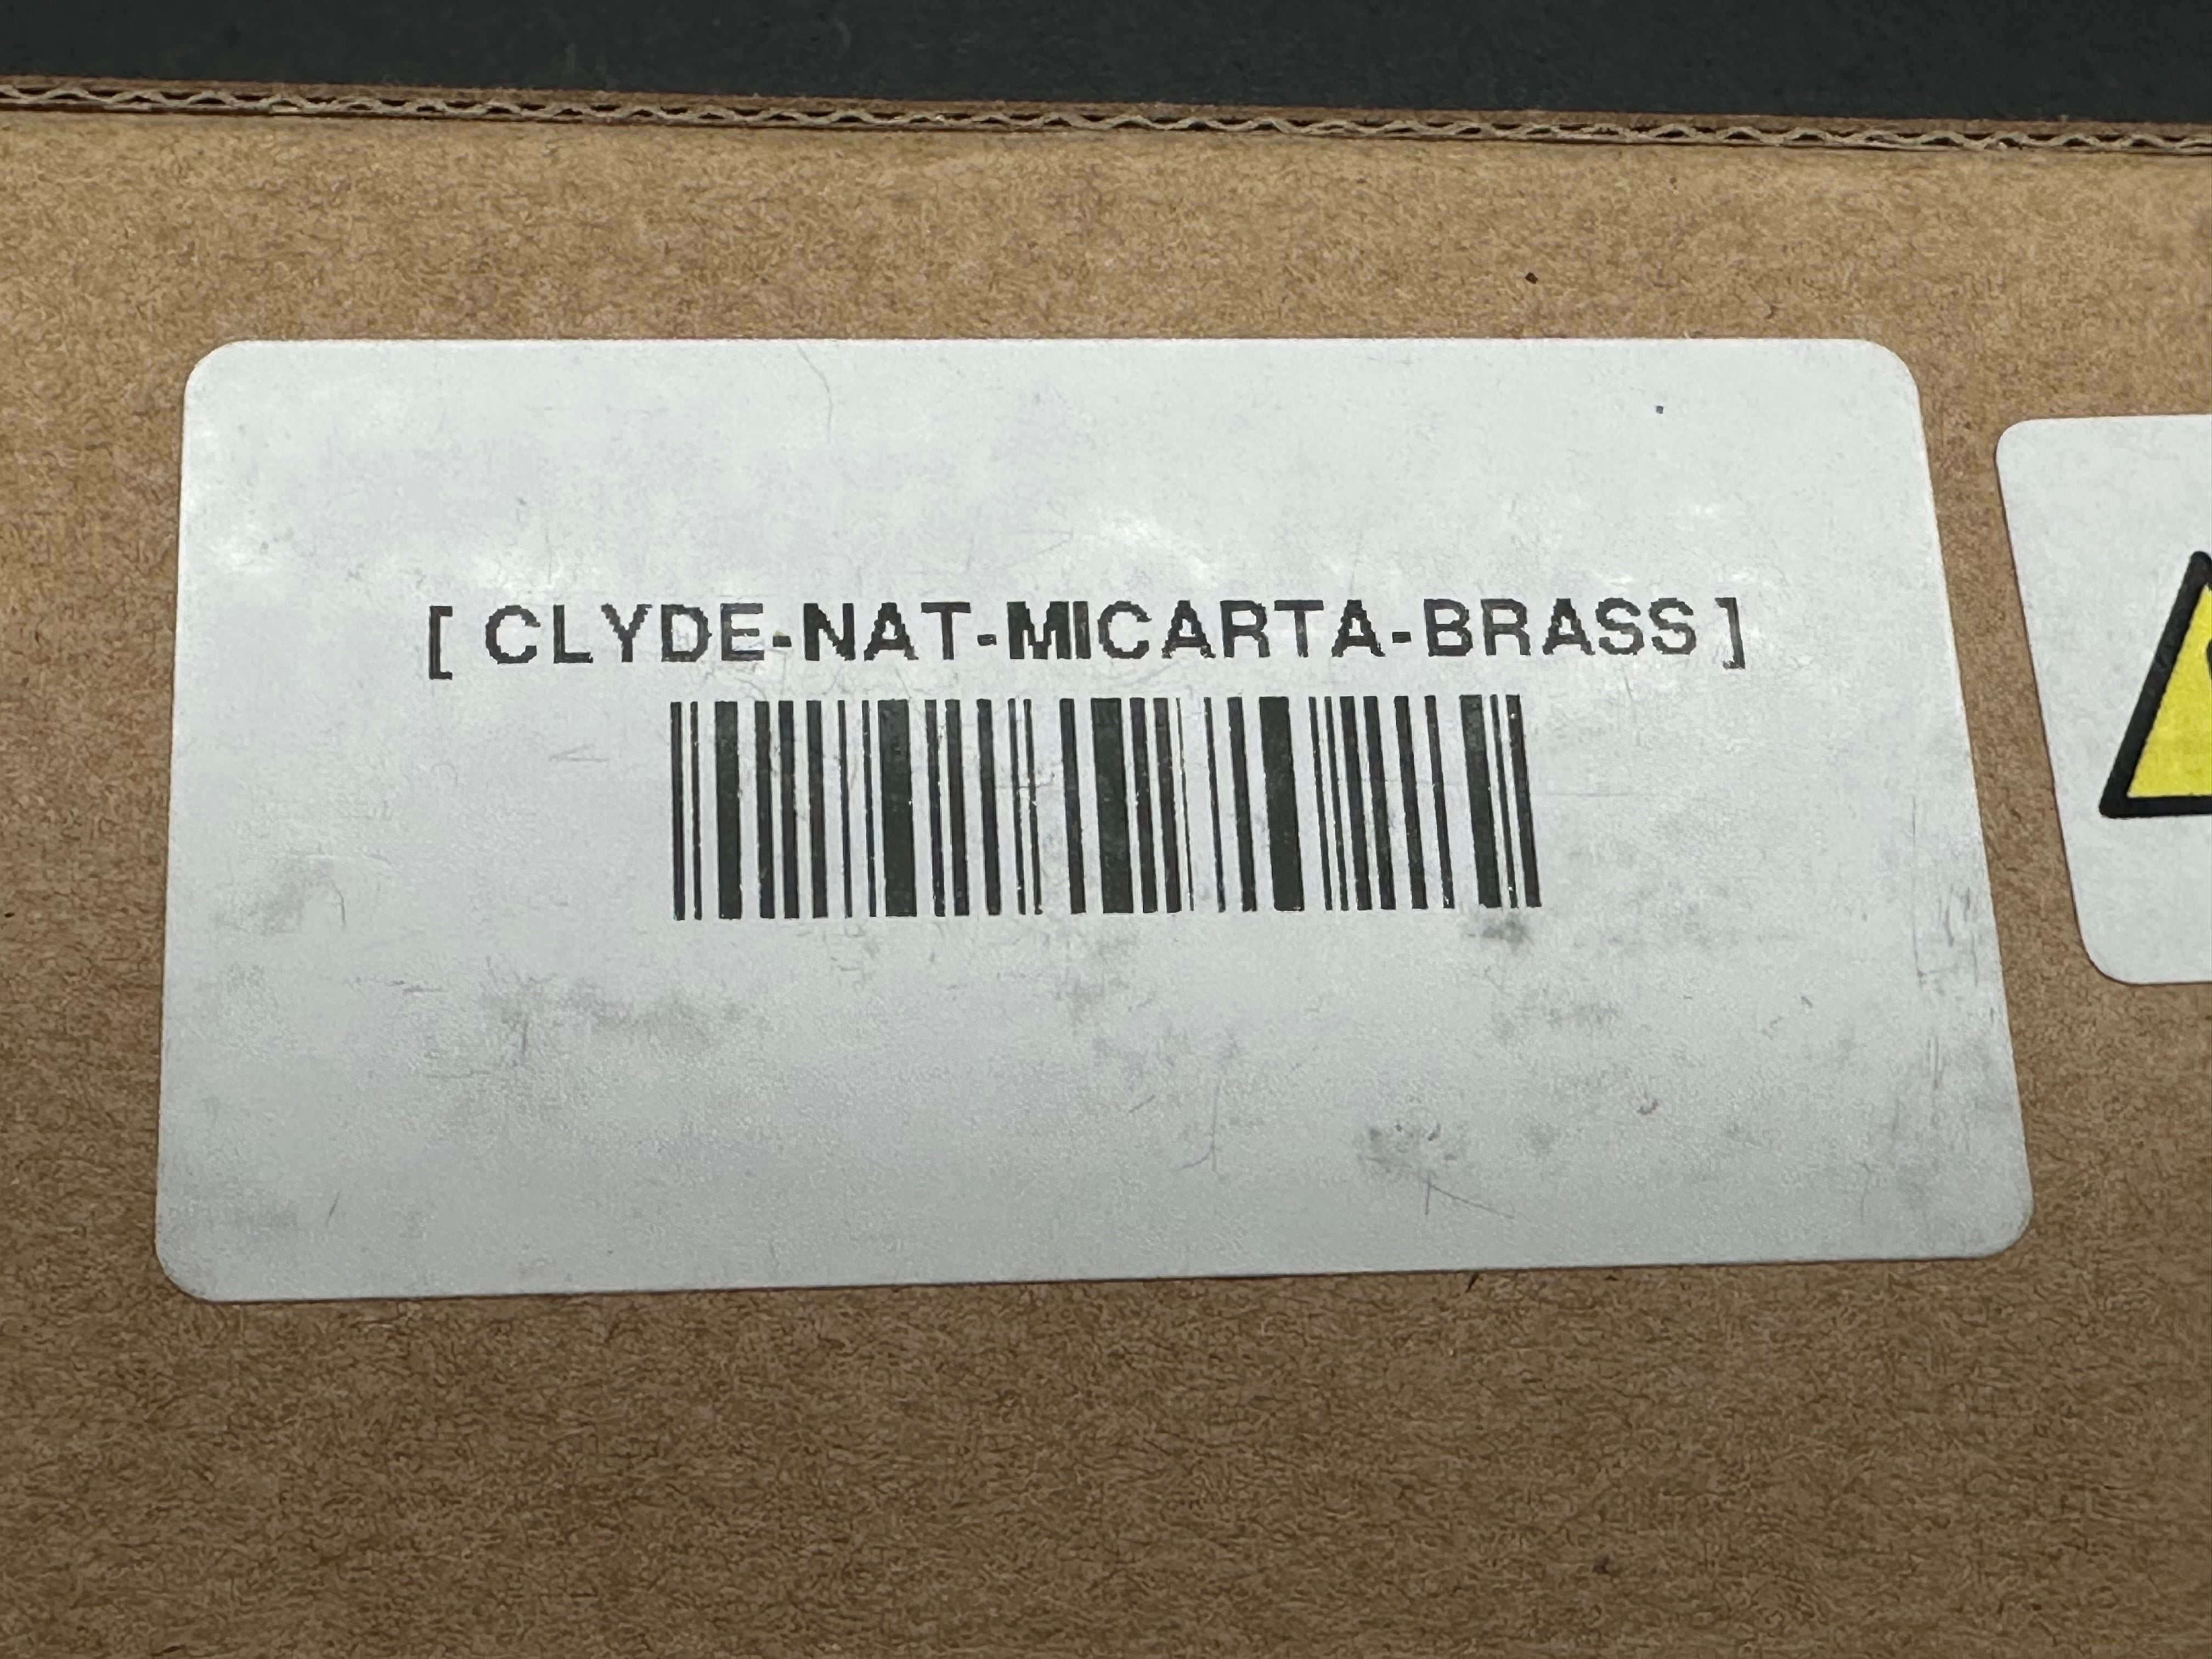 [ CLYDE-NAT-MICARTA-BRASS ]